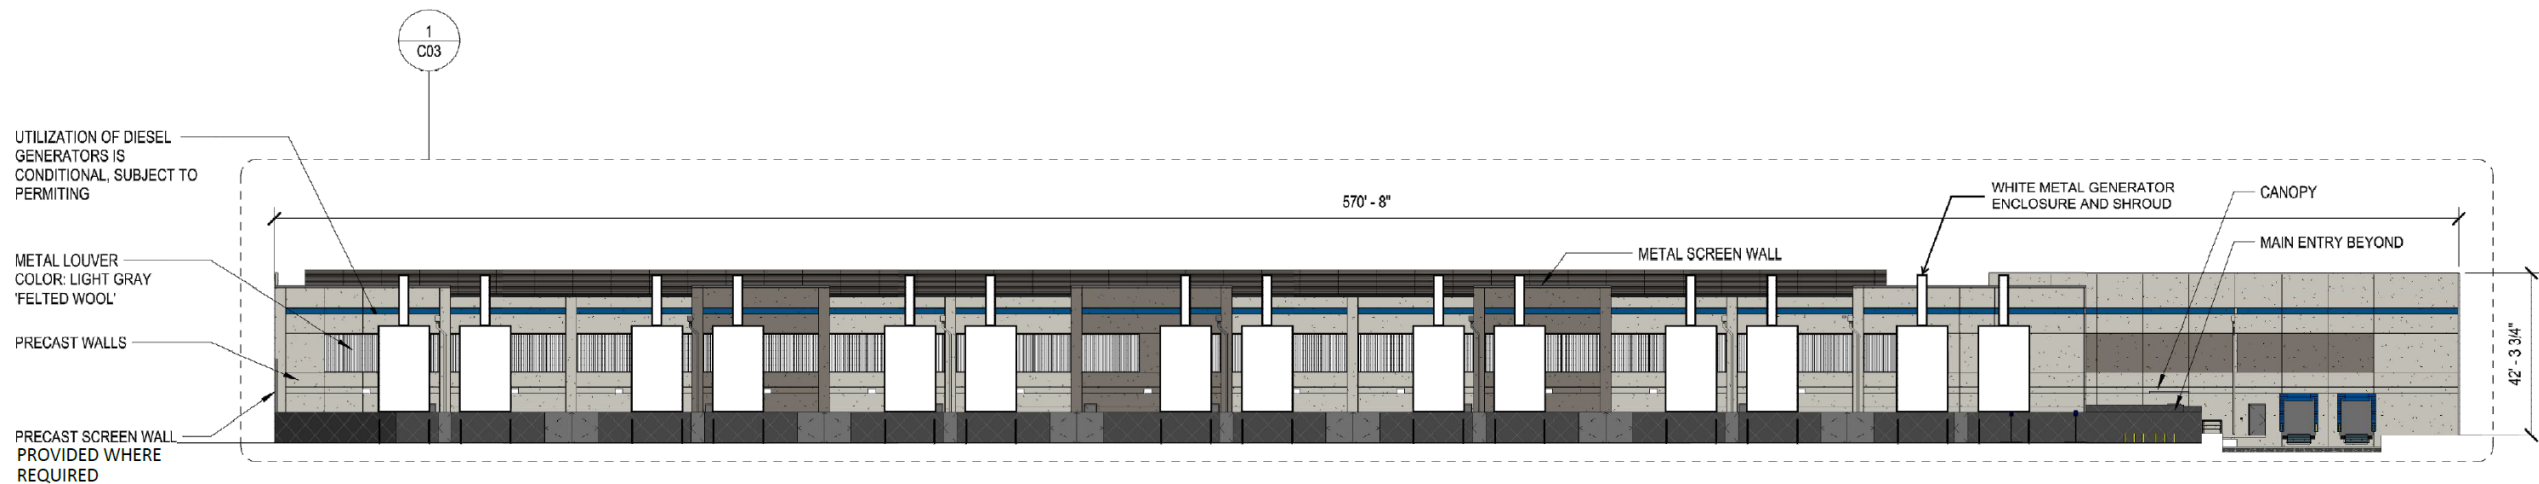 1
C03
UTILIZATION OF DIESEL
GENERATORS IS
CONDITIONAL, SUBJECT TO
PERMITING
METAL LOUVER
COLOR: LIGHT GRAY
'FELTED WOOL'
PRECAST WALLS
PRECAST SCREEN WALL
PROVIDED WHERE
REQUIRED
570' - 8"
METAL SCREEN WALL
WHITE METAL GENERATOR
ENCLOSURE AND SHROUD
CANOPY
MAIN ENTRY BEYOND
42' - 3 3/4"